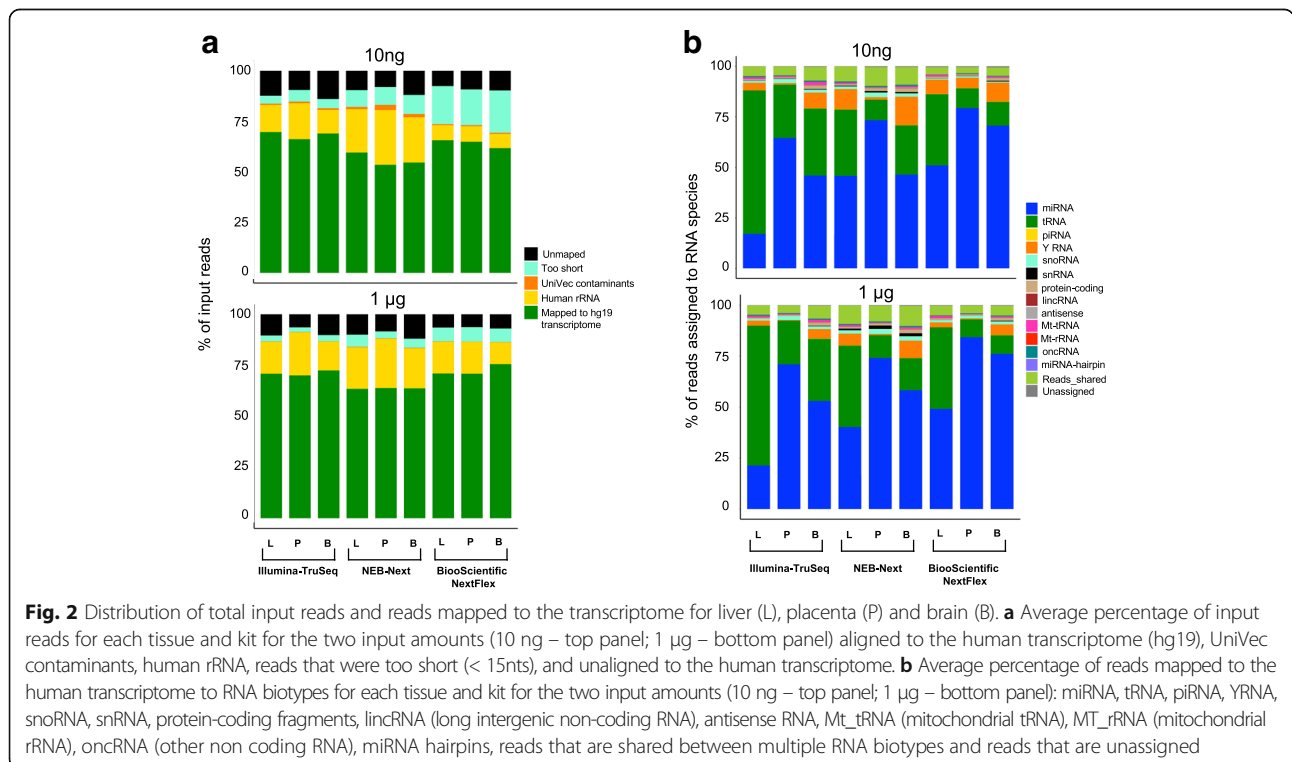 a
10ng
% of input reads
100
75
50
25
0
Unmaped
Too short
UniVec contaminants
Human rRNA
Mapped to hg19
transcriptome
1 µg
100
75
50
25
0
L P B L P B L P B
Illumina-TruSeq NEB-Next BiooScientific
NextFlex
b
10ng
% of reads assigned to RNA species
100
75
50
25
0
miRNA
tRNA
piRNA
Y RNA
snoRNA
snRNA
protein-coding
lincRNA
antisense
Mt-tRNA
Mt-rRNA
oncRNA
miRNA-hairpin
Reads_shared
Unassigned
1 µg
100
75
50
25
0
L P B L P B L P B
Illumina-TruSeq NEB-Next BiooScientific
NextFlex
Fig. 2 Distribution of total input reads and reads mapped to the transcriptome for liver (L), placenta (P) and brain (B). a Average percentage of input
reads for each tissue and kit for the two input amounts (10 ng – top panel; 1 μg – bottom panel) aligned to the human transcriptome (hg19), UniVec
contaminants, human rRNA, reads that were too short (< 15nts), and unaligned to the human transcriptome. b Average percentage of reads mapped to the
human transcriptome to RNA biotypes for each tissue and kit for the two input amounts (10 ng – top panel; 1 μg – bottom panel): miRNA, tRNA, piRNA, YRNA,
snoRNA, snRNA, protein-coding fragments, lincRNA (long intergenic non-coding RNA), antisense RNA, Mt_tRNA (mitochondrial tRNA), MT_rRNA (mitochondrial
rRNA), oncRNA (other non coding RNA), miRNA hairpins, reads that are shared between multiple RNA biotypes and reads that are unassigned